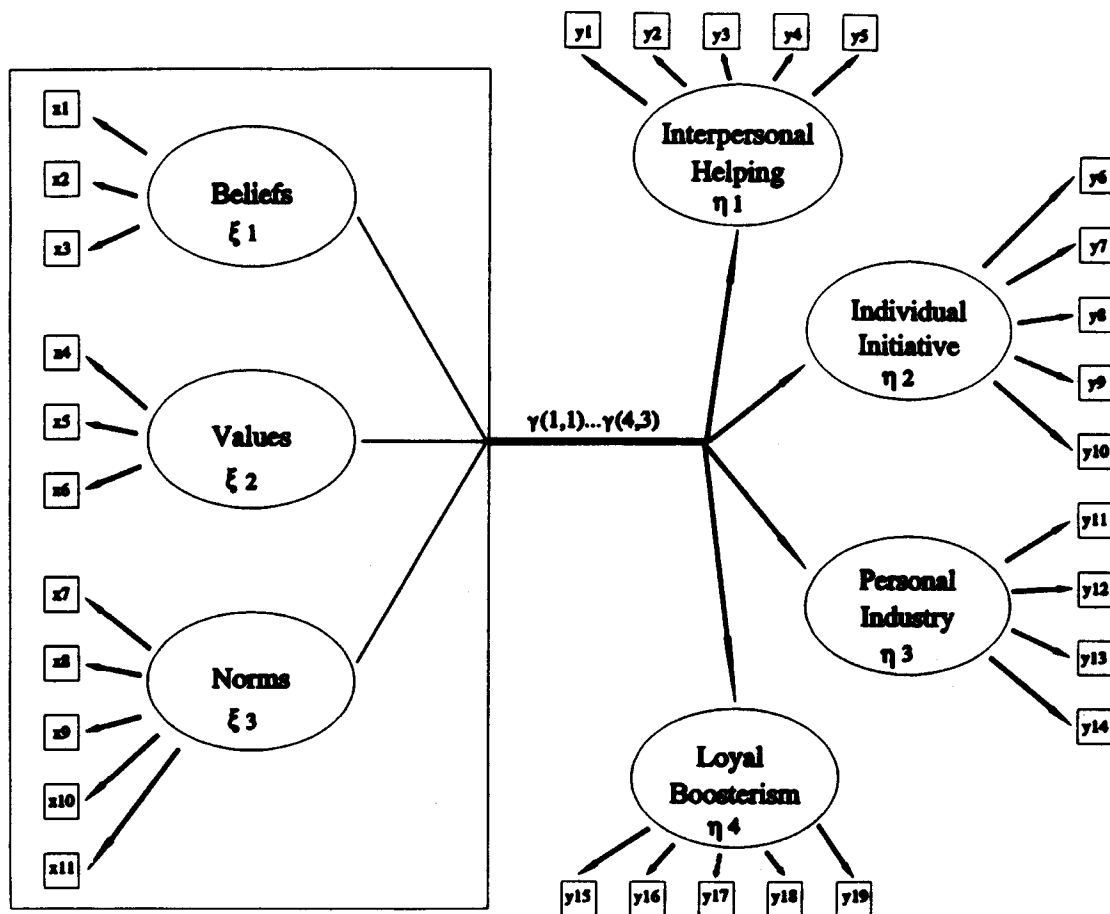 x1
x2
x3
Beliefs
ξ 1
x4
x5
x6
Values
ξ 2
x7
x8
x9
x10
x11
Norms
ξ 3
γ(1,1)...γ(4,3)
y1 y2 y3 y4 y5
Interpersonal
Helping
η 1
Individual
Initiative
η 2
y6
y7
y8
y9
y10
Personal
Industry
η 3
y11
y12
y13
y14
Loyal
Boosterism
η 4
y15 y16 y17 y18 y19